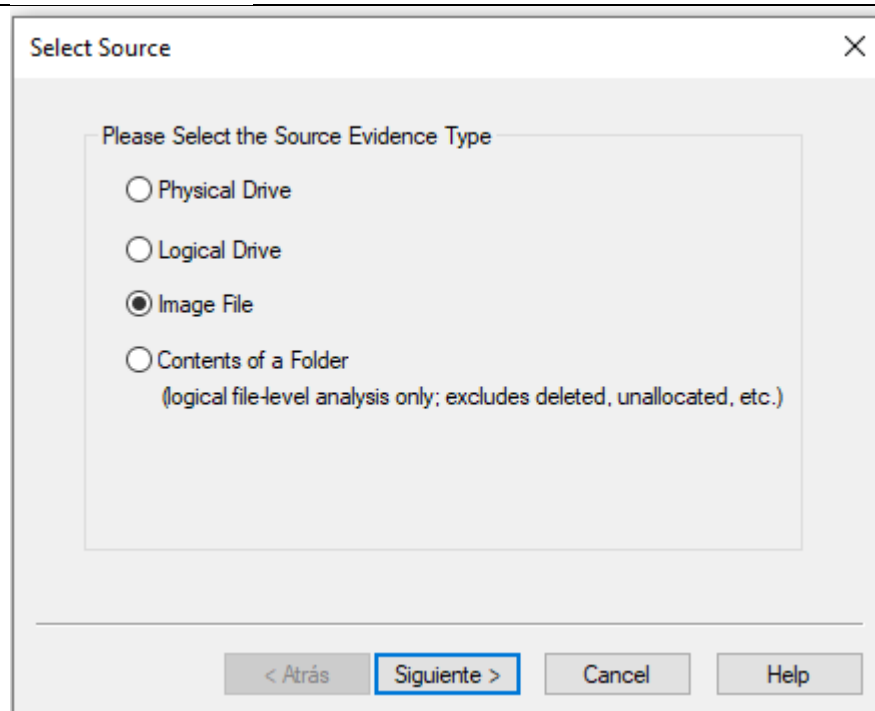 Select Source
Please Select the Source Evidence Type
Physical Drive
Logical Drive
Image File
Contents of a Folder
(logical file-level analysis only; excludes deleted, unallocated, etc.)
< Atrás Siguiente > Cancel Help